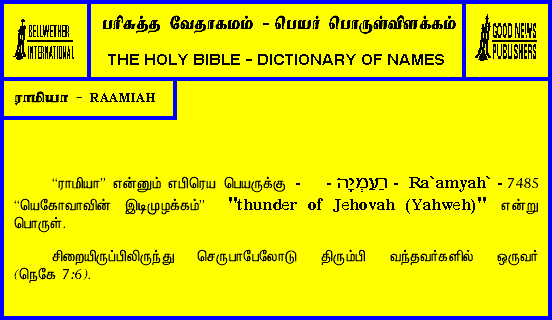 BELLWETHER
INTERNATIONAL
பரிசுத்த வேதாகமம் - பெயர் பொருள்விளக்கம்
THE HOLY BIBLE - DICTIONARY OF NAMES
GOOD NEWS
PUBLISHERS
ராமியா - RAAMIAH
“ராமியா” என்னும் எபிரெய பெயருக்கு - - רַעַמְיָה - Ra`amyah` - 7485
“யெகோவாவின் இடிமுழக்கம்” "thunder of Jehovah (Yahweh)" என்று
பொருள்.
சிறையிருப்பிலிருந்து செருபாபேலோடு திரும்பி வந்தவர்களில் ஒருவர்
(நெகே 7:6).